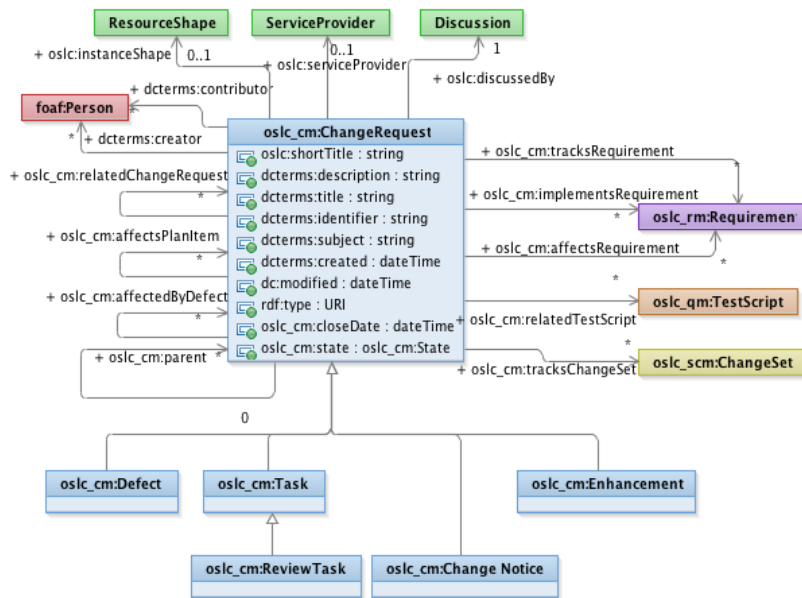 ResourceShape
ServiceProvider
Discussion
+ oslc:instanceShape
0..1
0..1
+ oslc:serviceProvider
1
+ oslc:discussedBy
+ dcterms:contributor
*
foaf:Person
*
+ dcterms:creator
oslc_cm:ChangeRequest
oslc:shortTitle : string
dcterms:description : string
dcterms:title : string
dcterms:identifier : string
dcterms:subject : string
dcterms:created : dateTime
dc:modified : dateTime
rdf:type : URI
oslc_cm:closeDate : dateTime
oslc_cm:state : oslc_cm:State
+ oslc_cm:relatedChangeRequest
*
+ oslc_cm:affectsPlanItem
*
+ oslc_cm:affectedByDefect
*
+ oslc_cm:parent
*
0
+ oslc_cm:tracksRequirement
*
+ oslc_cm:implementsRequirement
*
oslc_rm:Requiremen
+ oslc_cm:affectsRequirement
*
*
oslc_qm:TestScript
+ oslc_cm:relatedTestScript
*
oslc_scm:ChangeSet
+ oslc_cm:tracksChangeSet
oslc_cm:Defect
oslc_cm:Task
oslc_cm:Enhancement
oslc_cm:ReviewTask
oslc_cm:Change Notice